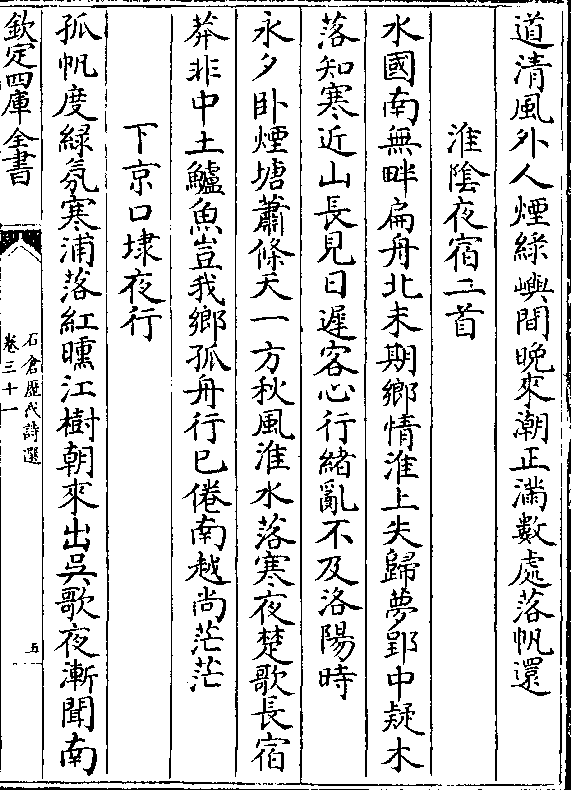 道清風外人煙綠嶼間晚來潮正滿數處落帆還
淮陰夜宿二首
水國南無畔扁舟北未期鄉情淮上失歸夢郢中疑木
落知寒近山長見日遲客心行緒亂不及洛陽時
永夕卧煙塘蕭條天一方秋風淮水落寒夜楚歌長宿
莽非中土鱸魚豈我鄉孤舟行已倦南越尚茫茫
下京口埭夜行
孤帆度綠氛寒浦落紅曛江樹朝來出吳歌夜漸聞南
欽定四庫全書
石倉歷代詩選
卷三十一
五